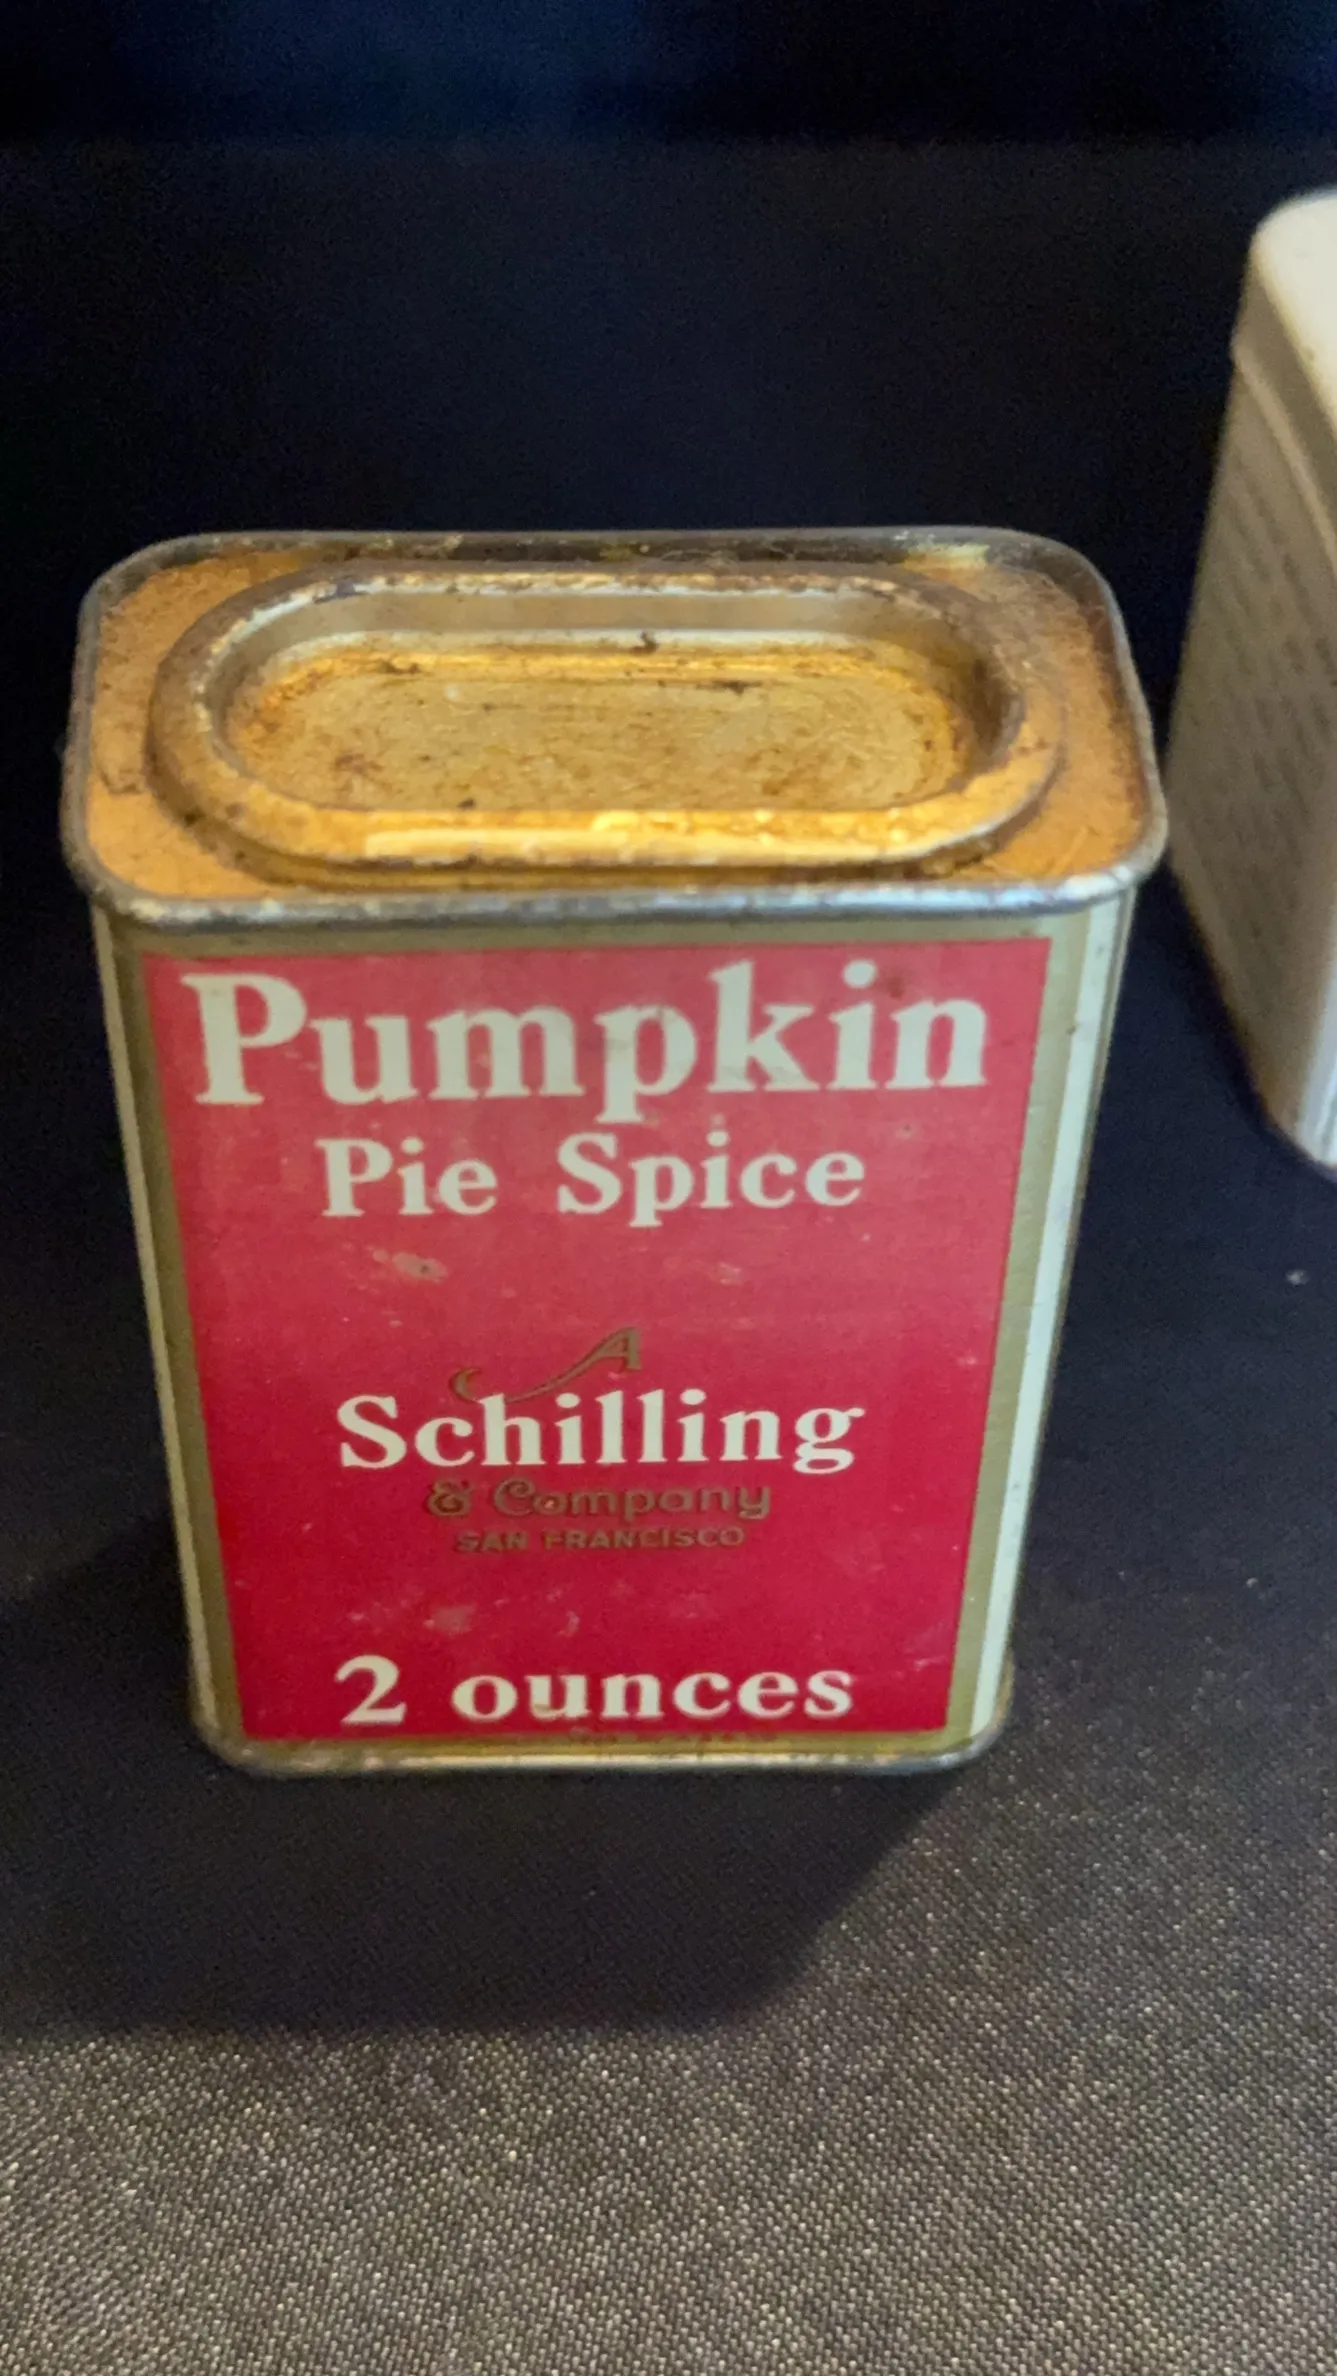 Pumpkin
Pie Spice
A
Schilling
& Company
SAN FRANCISCO
2 ounces